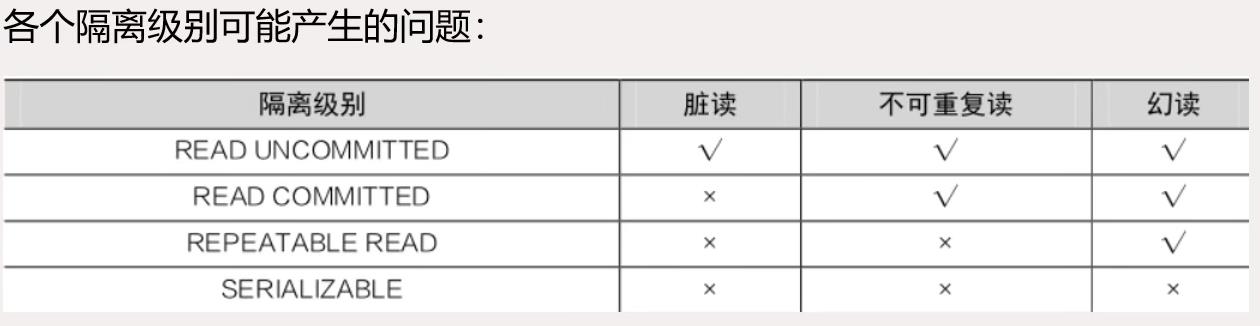 各个隔离级别可能产生的问题：
隔离级别 脏读 不可重复读 幻读
READ UNCOMMITTED √ √ √
READ COMMITTED × √ √
REPEATABLE READ × × √
SERIALIZABLE × × ×